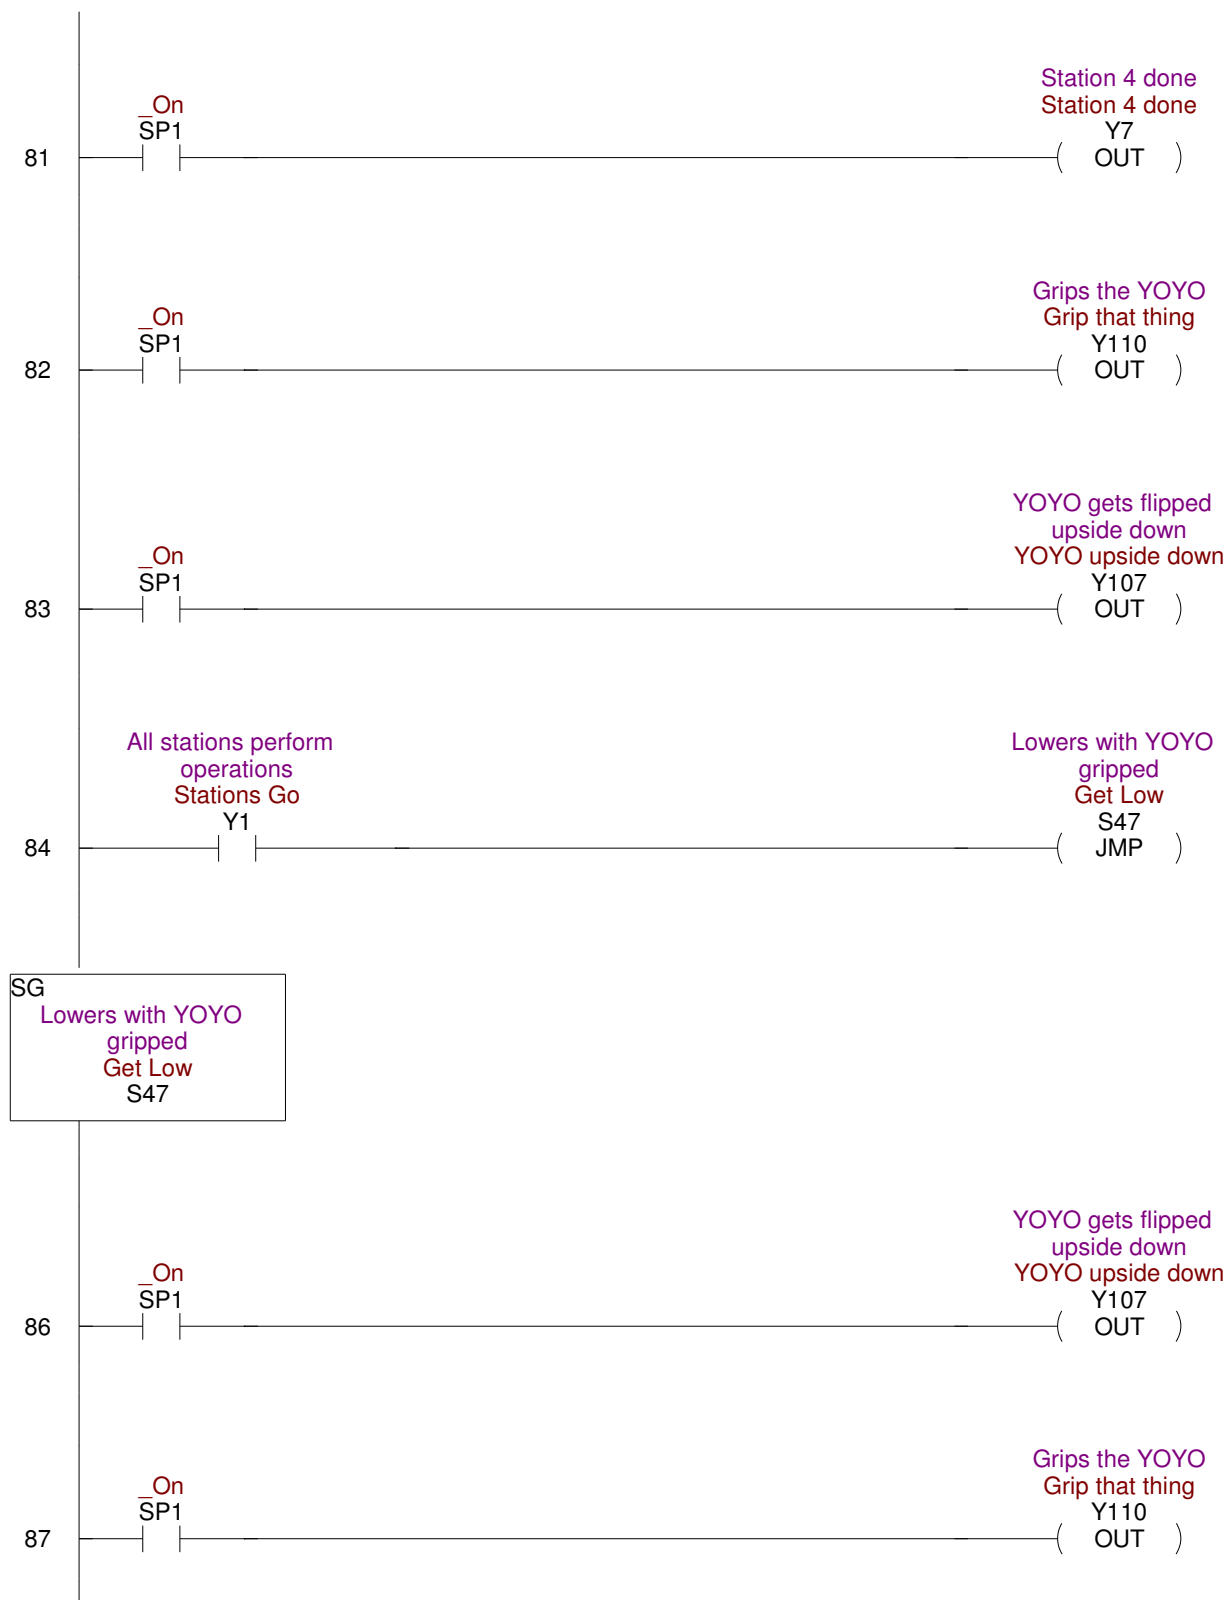 Station 4 done
_On
Station 4 done
SP1
Y7
81
OUT
Grips the YOYO
_On
Grip that thing
SP1
Y110
82
OUT
YOYO gets flipped
upside down
_On
YOYO upside down
SP1
Y107
83
OUT
All stations perform
operations
Stations Go
Y1
Lowers with YOYO
gripped
Get Low
S47
84
JMP
SG
Lowers with YOYO
gripped
Get Low
S47
YOYO gets flipped
upside down
_On
YOYO upside down
SP1
Y107
86
OUT
Grips the YOYO
_On
Grip that thing
SP1
Y110
87
OUT